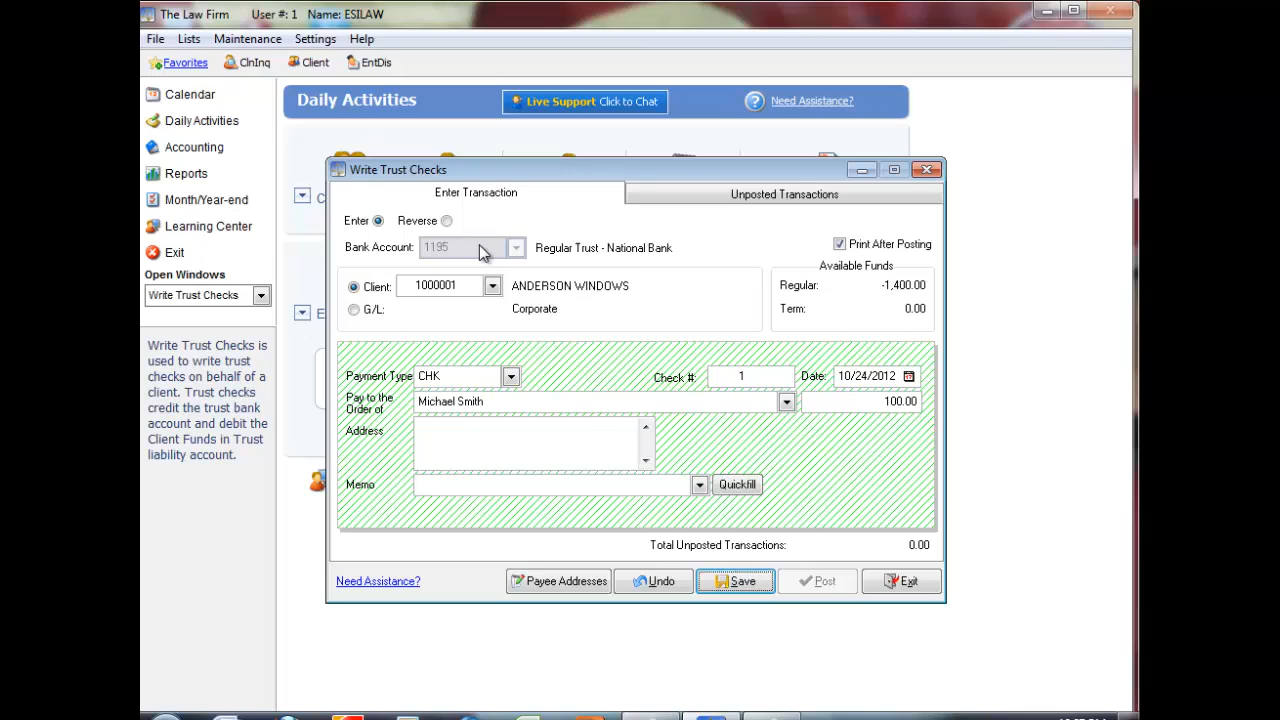 The Law Firm User #: 1 Name: ESILAW
File Lists Maintenance Settings Help
Favorites ClnInq Client EntDis
Calendar
Daily Activities
Accounting
Reports
Month/Year-end
Learning Center
Exit
Open Windows
Write Trust Checks
Write Trust Checks is
used to write trust
checks on behalf of a
client. Trust checks
credit the trust bank
account and debit the
Client Funds in Trust
liability account.
Daily Activities Live Support Click to Chat ? Need Assistance?
Write Trust Checks
Enter Transaction Unposted Transactions
Enter Reverse
Bank Account: 1195 Regular Trust - National Bank Print After Posting
Available Funds
Client: 1000001 ANDERSON WINDOWS Regular: -1,400.00
G/L: Corporate Term: 0.00
Payment Type CHK Check #: 1 Date: 10/24/2012
Pay to the
Order of Michael Smith 100.00
Address
Memo Quickfill
Total Unposted Transactions: 0.00
Need Assistance? Payee Addresses Undo Save Post Exit